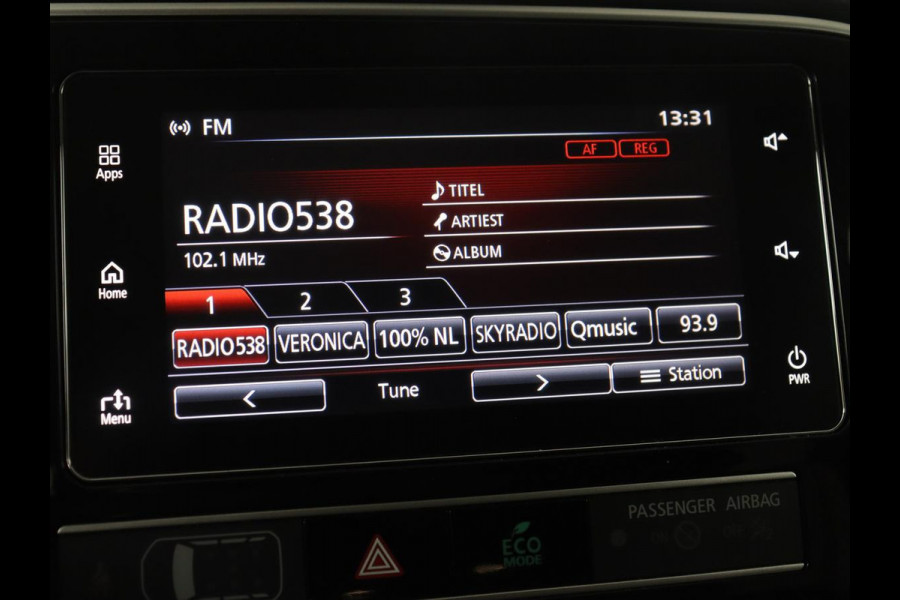 FM 13:31
AF REG
Apps
TITEL
RADIO538
ARTIEST
102.1 MHz
ALBUM
Home
1 2 3
RADIO538 VERONICA 100% NL SKYRADIO Qmusic 93.9
< Tune > Station
PWR
Menu
PASSENGER AIRBAG
ECO
MODE